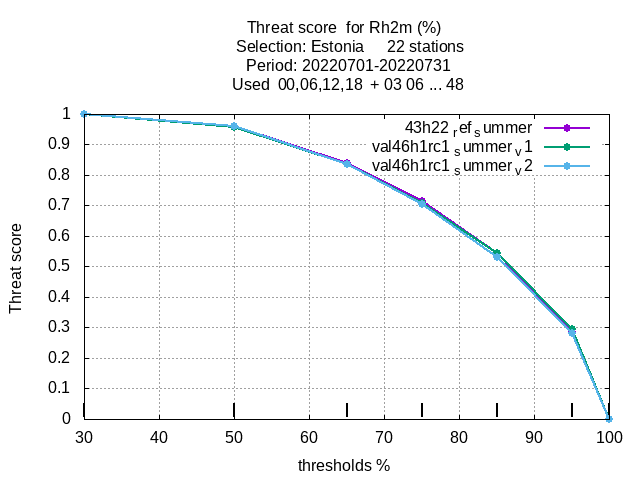 Threat score  for Rh2m (%)
Selection: Estonia     22 stations
Period: 20220701-20220731
Used  00,06,12,18  + 03 06 ... 48
43h22 ref summer
val46h1rc1 summer v1
val46h1rc1 summer v2
1
0.9
0.8
0.7
0.6
0.5
0.4
0.3
0.2
0.1
0
Threat score
30 40 50 60 70 80 90 100
thresholds %